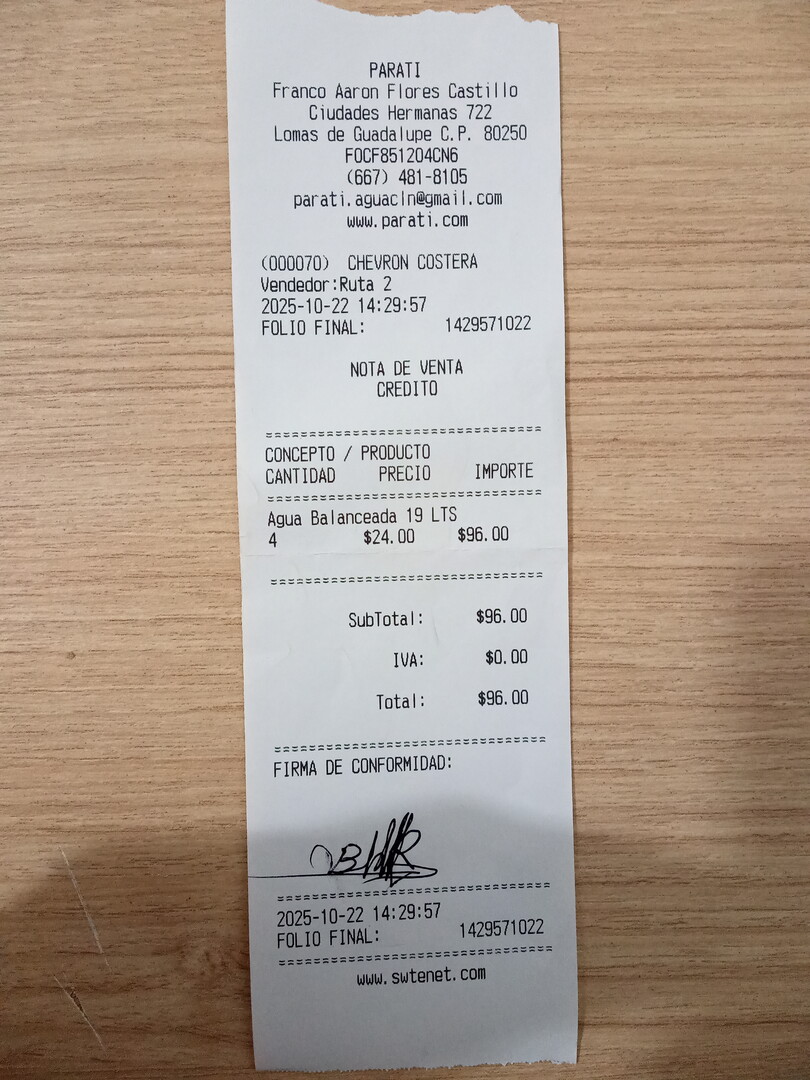 PARATI
Franco Aaron Flores Castillo
Ciudades Hermanas 722
Lomas de Guadalupe C.P. 80250
FOCF851204CN6
(667) 481-8105
parati.aguacln@gmail.com
www.parati.com
(000070) CHEVRON COSTERA
Vendedor:Ruta 2
2025-10-22 14:29:57
FOLIO FINAL: 1429571022
NOTA DE VENTA
CREDITO
CONCEPTO / PRODUCTO
CANTIDAD PRECIO IMPORTE
Agua Balanceada 19 LTS
4 $24.00 $96.00
SubTotal: $96.00
IVA: $0.00
Total: $96.00
FIRMA DE CONFORMIDAD:
2025-10-22 14:29:57
FOLIO FINAL: 1429571022
www.swtenet.com